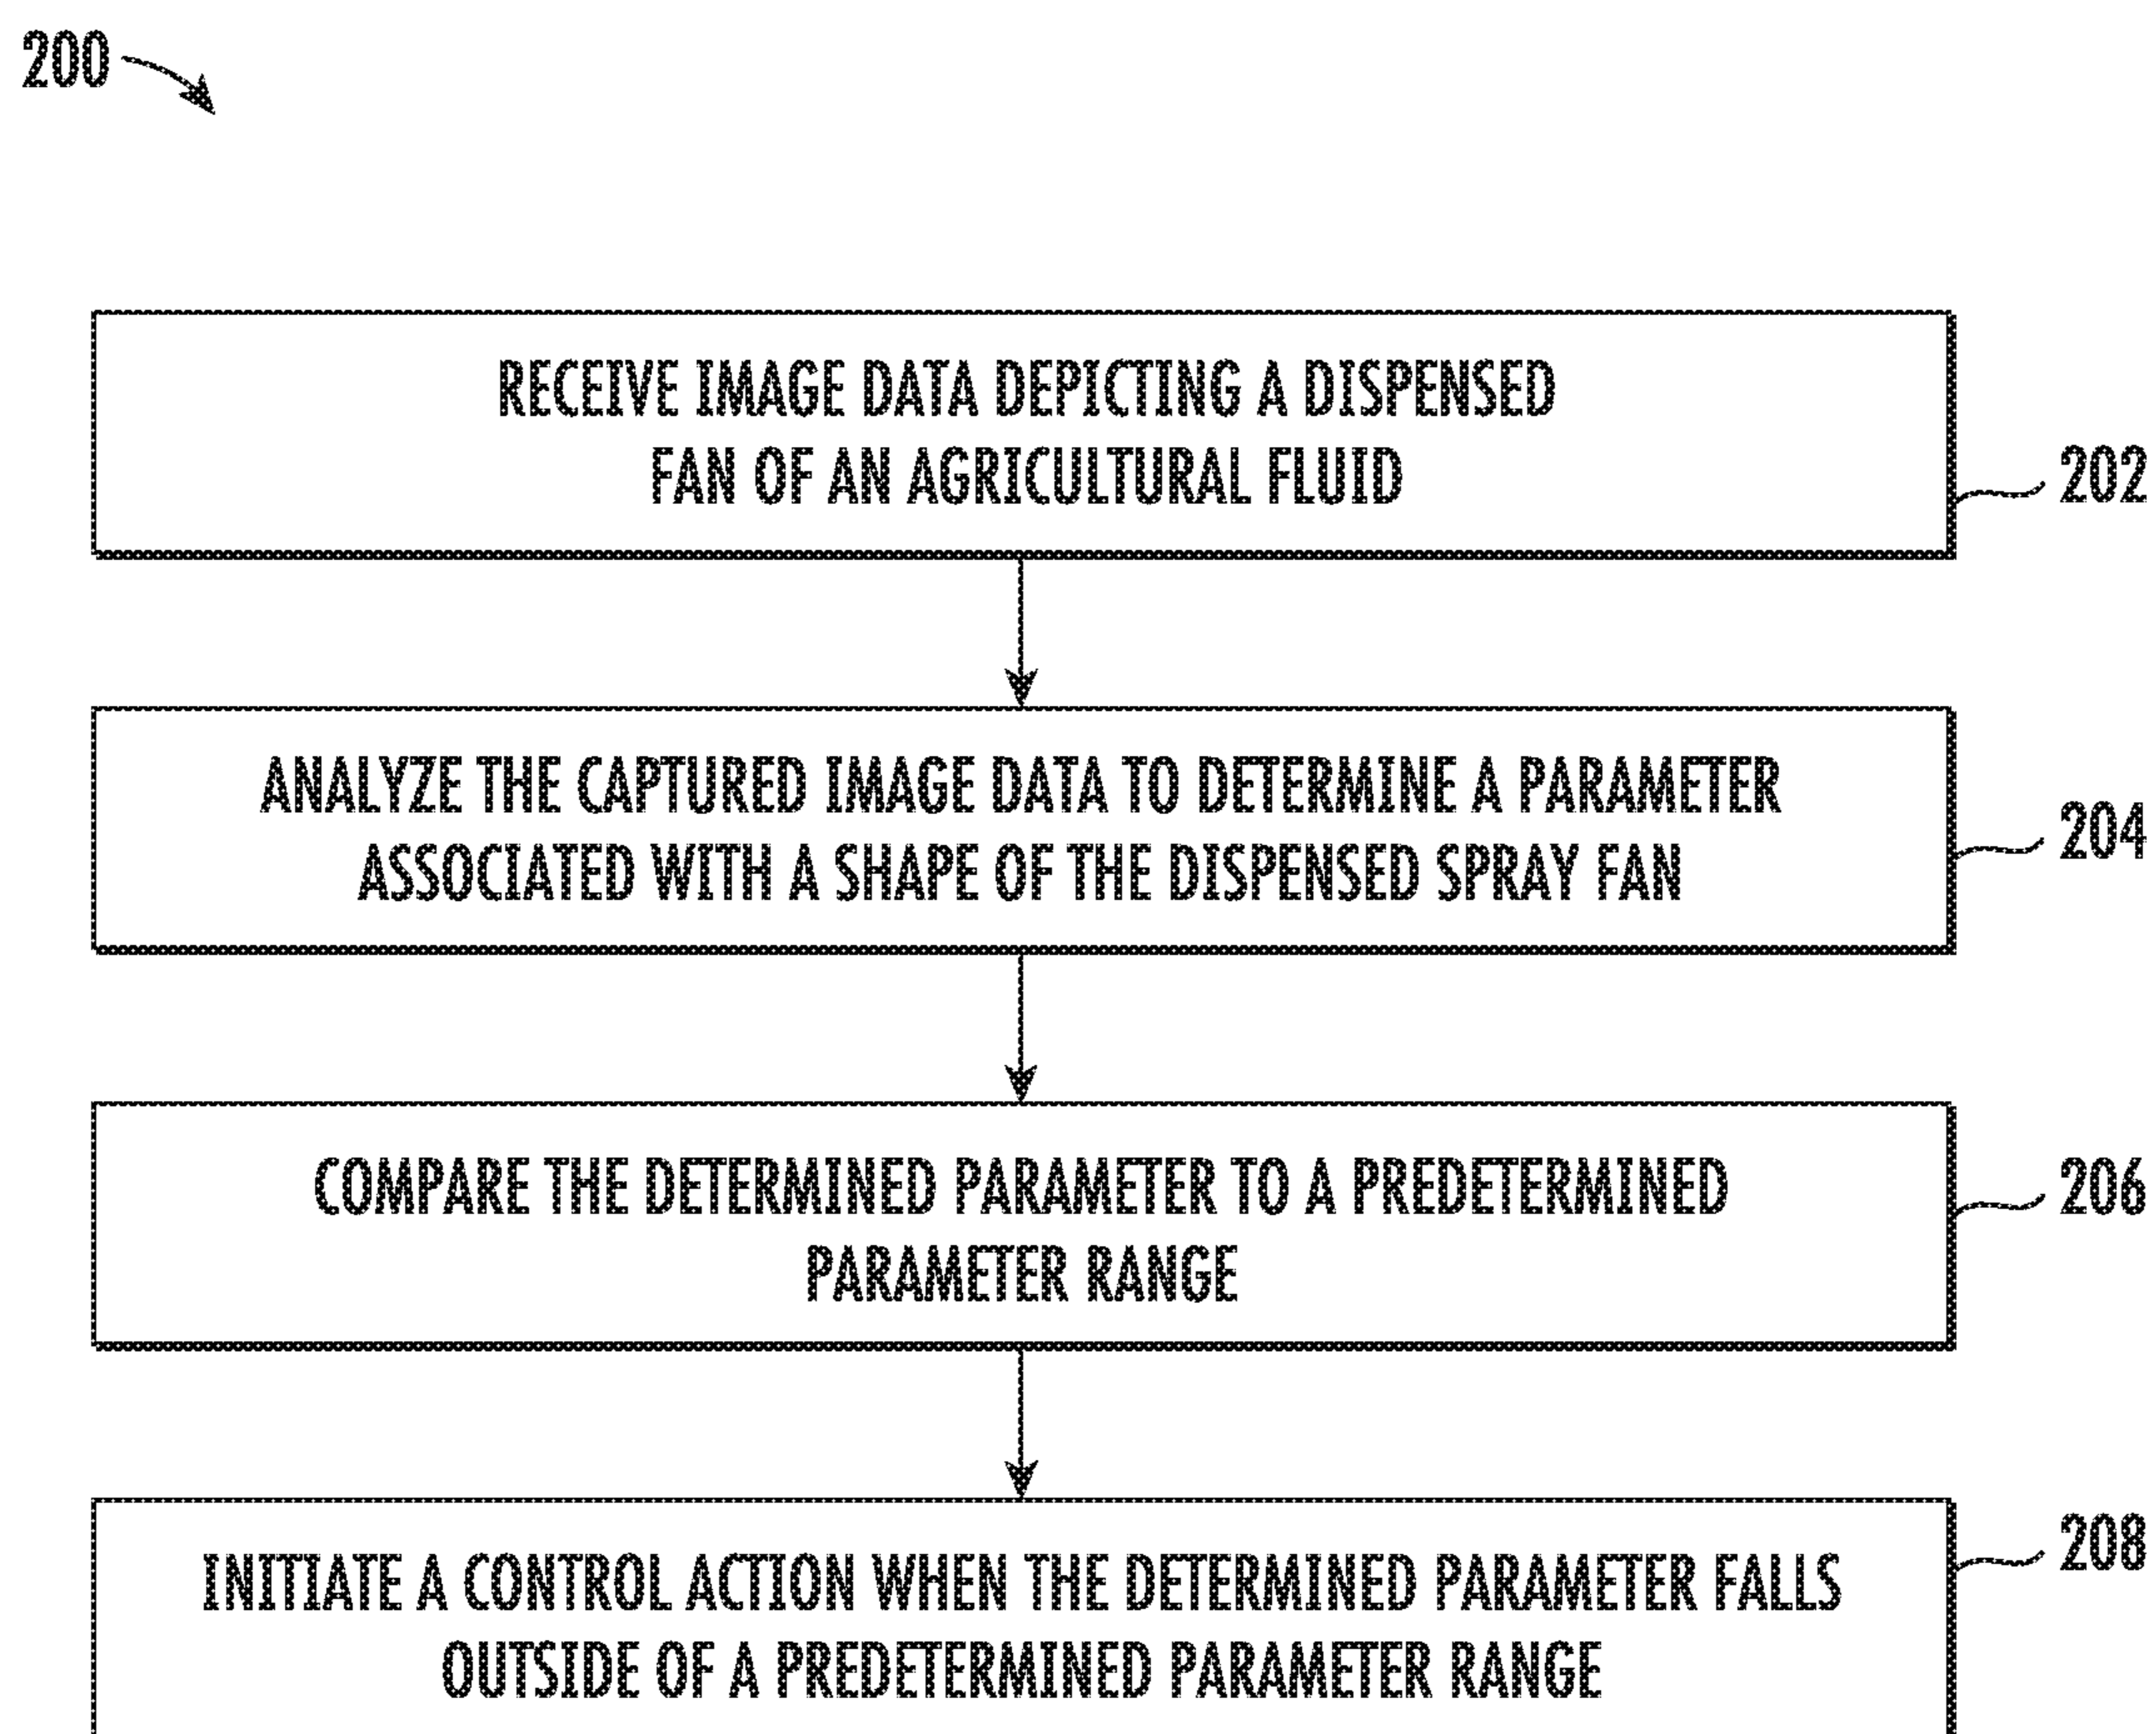 200
RECEIVE IMAGE DATA DEPICTING A DISPENSED
FAN OF AN AGRICULTURAL FLUID
202
ANALYZE THE CAPTURED IMAGE DATA TO DETERMINE A PARAMETER
ASSOCIATED WITH A SHAPE OF THE DISPENSED SPRAY FAN
204
COMPARE THE DETERMINED PARAMETER TO A PREDETERMINED
PARAMETER RANGE
206
INITIATE A CONTROL ACTION WHEN THE DETERMINED PARAMETER FALLS
OUTSIDE OF A PREDETERMINED PARAMETER RANGE
208